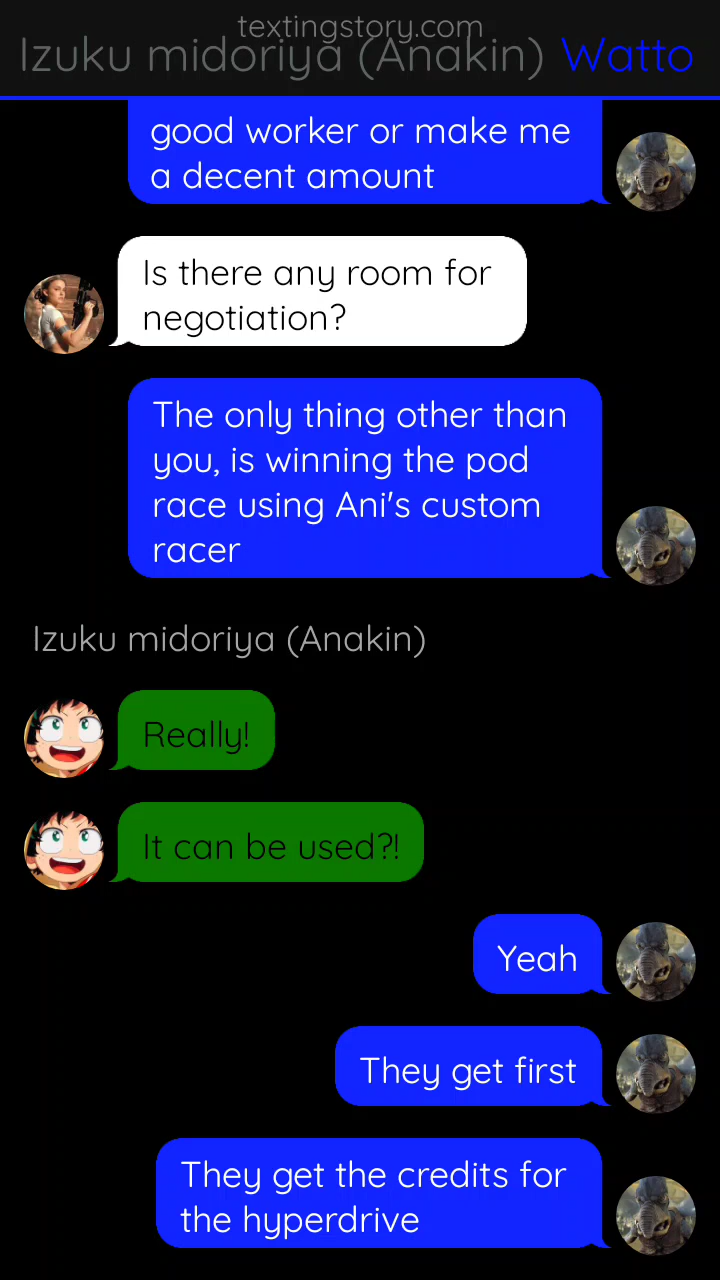 textingstory.com
Izuku midoriya (Anakin) Watto
good worker or make me
a decent amount
Is there any room for
negotiation?
The only thing other than
you, is winning the pod
race using Ani's custom
racer
Izuku midoriya (Anakin)
Really!
It can be used?!
Yeah
They get first
They get the credits for
the hyperdrive